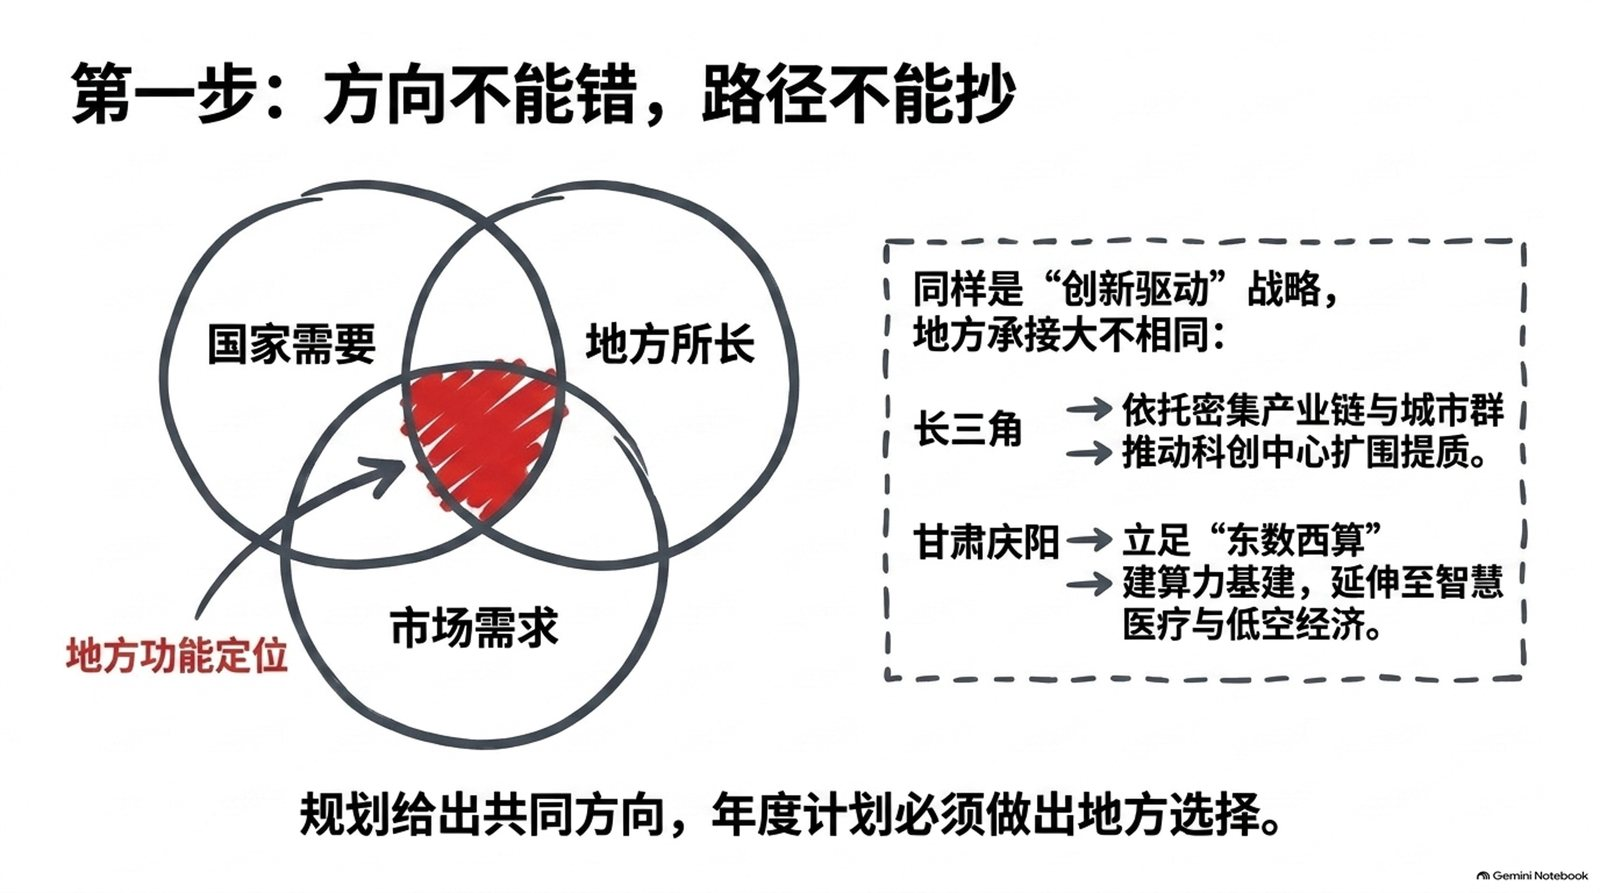 第一步：方向不能错，路径不能抄
国家需要
地方所长
市场需求
地方功能定位
同样是“创新驱动”战略，
地方承接大不相同：
长三角
依托密集产业链与城市群
推动科创中心扩围提质。
甘肃庆阳
立足“东数西算”
建算力基建，延伸至智慧
医疗与低空经济。
规划给出共同方向，年度计划必须做出地方选择。
Gemini Notebook